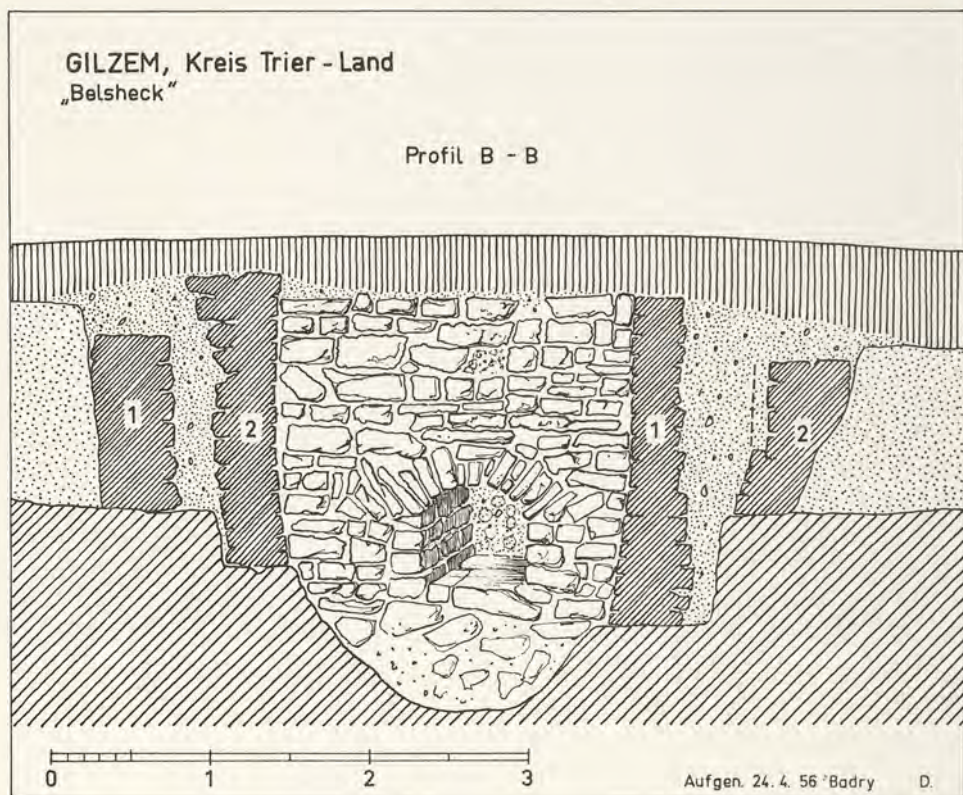 GILZEM, Kreis Trier - Land
„Belsheck“
Profil B - B
1
2
1
2
0 1 2 3
Aufgen. 24. 4. 56 Badry D.